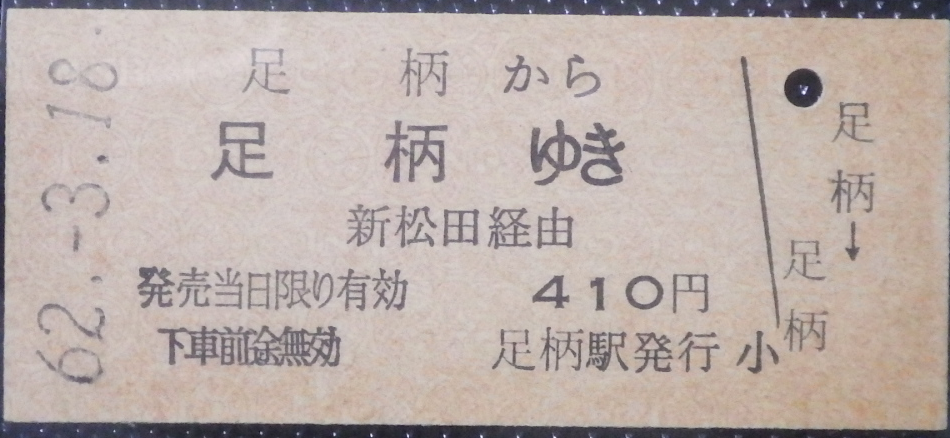 62.-3.18.
足柄から
足柄ゆき
新松田経由
発売当日限り有効 410円
下車前途無効 足柄駅発行 小
足柄→
足柄